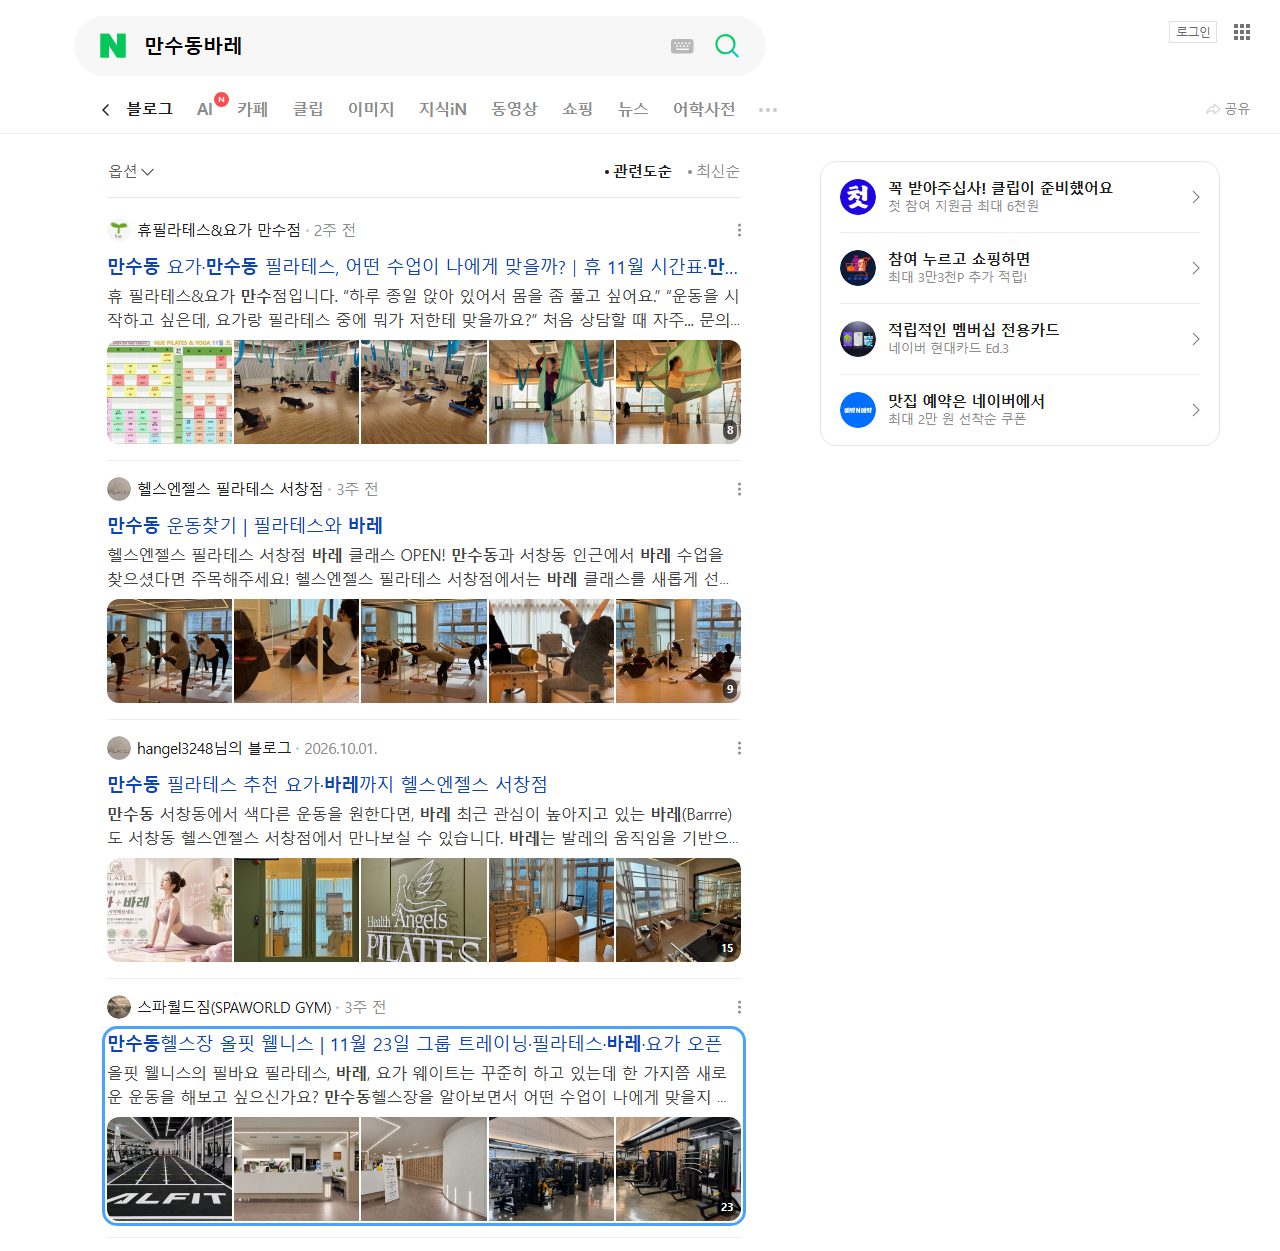 만수동바레
로그인
블로그 AI N 카페 클립 이미지 지식iN 동영상 쇼핑 뉴스 어학사전
공유
옵션
관련도순 최신순
휴필라테스&요가 만수점 · 2주 전
만수동 요가·만수동 필라테스, 어떤 수업이 나에게 맞을까? | 휴 11월 시간표·만...
휴 필라테스&요가 만수점입니다. “하루 종일 앉아 있어서 몸을 좀 풀고 싶어요.” “운동을 시
작하고 싶은데, 요가랑 필라테스 중에 뭐가 저한테 맞을까요?” 처음 상담할 때 자주... 문의...
HUE PILATES & YOGA 11월
8
헬스엔젤스 필라테스 서창점 · 3주 전
만수동 운동찾기 | 필라테스와 바레
헬스엔젤스 필라테스 서창점 바레 클래스 OPEN! 만수동과 서창동 인근에서 바레 수업을
찾으셨다면 주목해주세요! 헬스엔젤스 필라테스 서창점에서는 바레 클래스를 새롭게 선...
9
hangel3248님의 블로그 · 2026.10.01.
만수동 필라테스 추천 요가·바레까지 헬스엔젤스 서창점
만수동 서창동에서 색다른 운동을 원한다면, 바레 최근 관심이 높아지고 있는 바레(Barrre)
도 서창동 헬스엔젤스 서창점에서 만나보실 수 있습니다. 바레는 발레의 움직임을 기반으...
바레
Health Angels
PILATES
15
스파월드짐(SPAWORLD GYM) · 3주 전
만수동헬스장 올핏 웰니스 | 11월 23일 그룹 트레이닝·필라테스·바레·요가 오픈
올핏 웰니스의 필바요 필라테스, 바레, 요가 웨이트는 꾸준히 하고 있는데 한 가지쯤 새로
운 운동을 해보고 싶으신가요? 만수동헬스장을 알아보면서 어떤 수업이 나에게 맞을지 ...
ALFIT
23
첫
꼭 받아주십사! 클립이 준비했어요
첫 참여 지원금 최대 6천원
참여 누르고 쇼핑하면
최대 3만3천P 추가 적립!
적립적인 멤버십 전용카드
네이버 현대카드 Ed.3
맛집 예약은 네이버에서
최대 2만 원 선착순 쿠폰